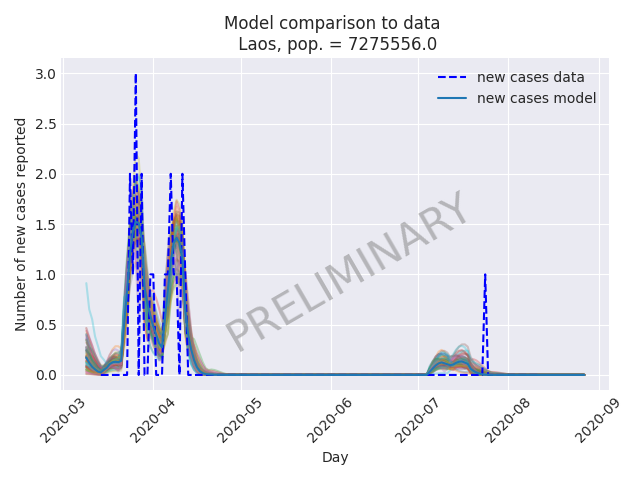 Model comparison to data
Laos, pop. = 7275556.0
new cases data
new cases model
3.0
2.5
2.0
1.5
1.0
0.5
0.0
Number of new cases reported
PRELIMINARY
2020-03
2020-04
2020-05
2020-06
2020-07
2020-08
2020-09
Day